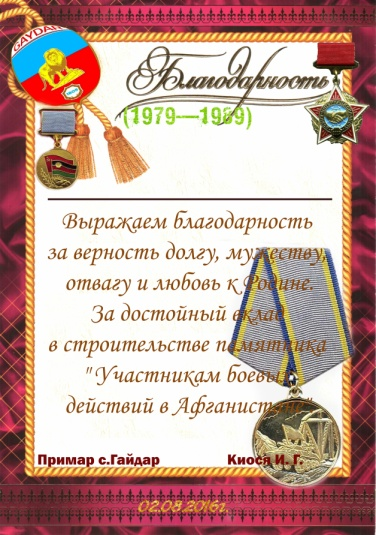 GAYDAR
Благодарность
(1979—1989)
Выражаем благодарность
за верность долгу, мужеству,
отвагу и любовь к Родине.
За достойный вклад
в строительстве памятника
"Участникам боевых
действий в Афганистане"
Примар с.Гайдар Киося И. Г.
02.08.2016г.